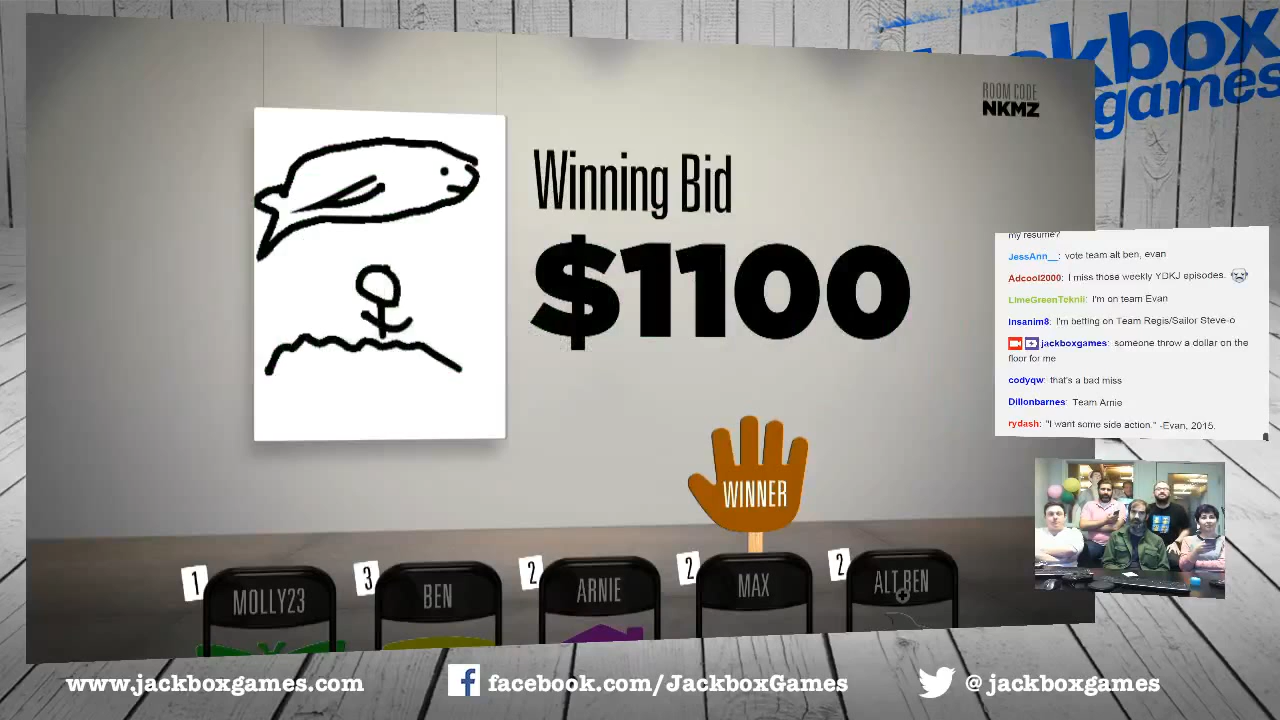 Jackbox
games
ROOM CODE
NKMZ
Winning Bid
$1100
WINNER
1
MOLLY23
3
BEN
2
ARNIE
2
MAX
2
ALT BEN
my resume?
JessAnn__: vote team alt ben, evan
Adcool2000: I miss those weekly YDKJ episodes.
LimeGreenTeknii: I'm on team Evan
Insanim8: I'm betting on Team Regis/Sailor Steve-o
jackboxgames: someone throw a dollar on the
floor for me
codyqw: that's a bad miss
Dillonbarnes: Team Arnie
rydash: "I want some side action." -Evan, 2015.
www.jackboxgames.com
facebook.com/JackboxGames
@jackboxgames